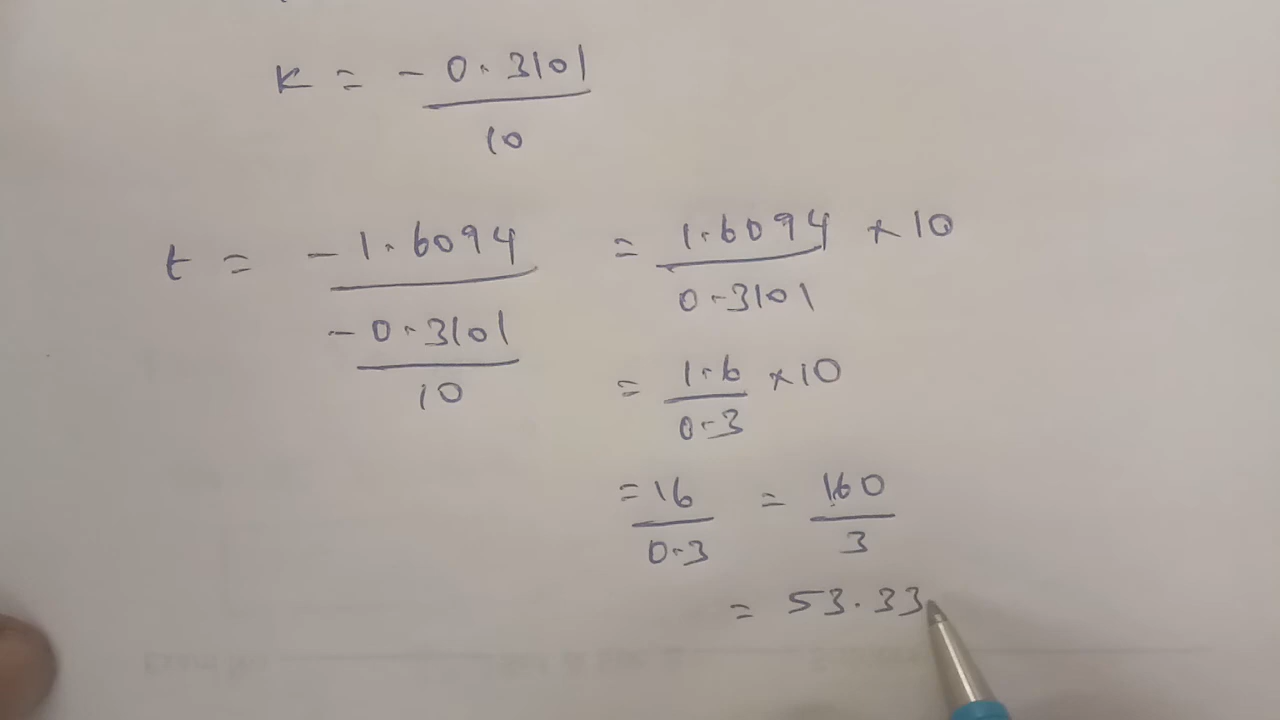 K = - 0.3101 / 10
t = - 1.6094 / (- 0.3101 / 10) = 1.6094 / 0.3101 × 10
= 1.6 / 0.3 × 10
= 16 / 0.3 = 160 / 3
= 53.33